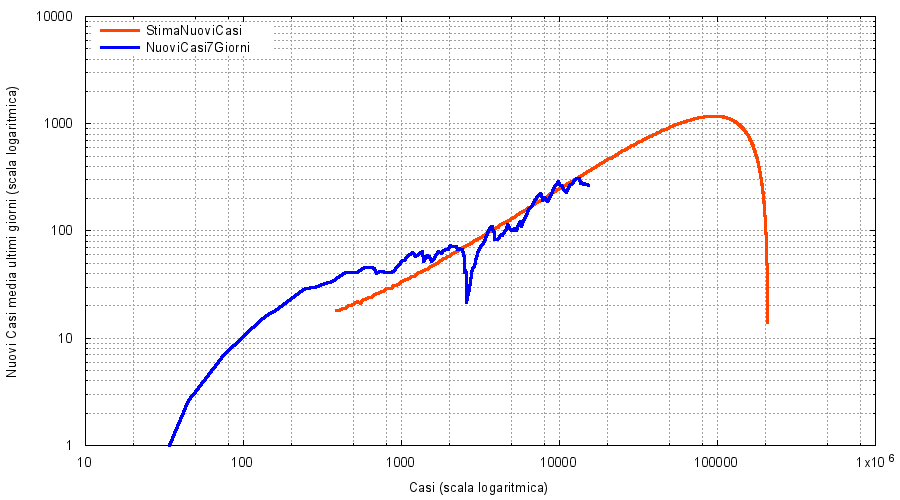 10000
1000
100
10
1
Nuovi Casi media ultimi giorni (scala logaritmica)
StimaNuoviCasi
NuoviCasi7Giorni
10 100 1000 10000 100000 1x10 6
Casi (scala logaritmica)